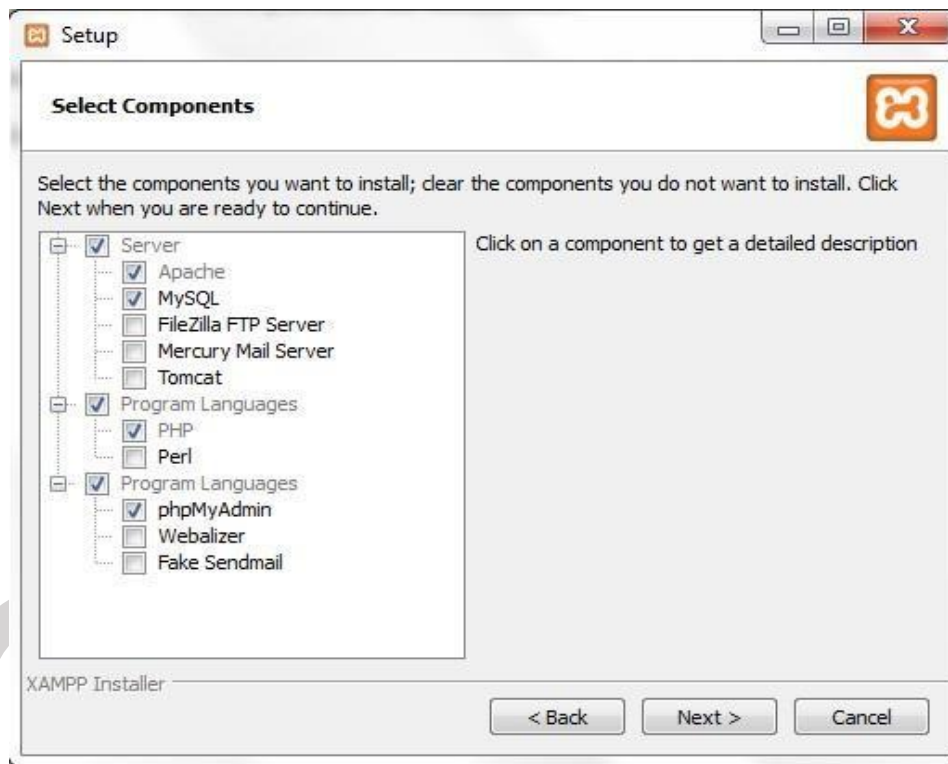 Setup
Select Components
Select the components you want to install; clear the components you do not want to install. Click
Next when you are ready to continue.
Server
Apache
MySQL
FileZilla FTP Server
Mercury Mail Server
Tomcat
Program Languages
PHP
Perl
Program Languages
phpMyAdmin
Webalizer
Fake Sendmail
Click on a component to get a detailed description
XAMPP Installer
< Back
Next >
Cancel